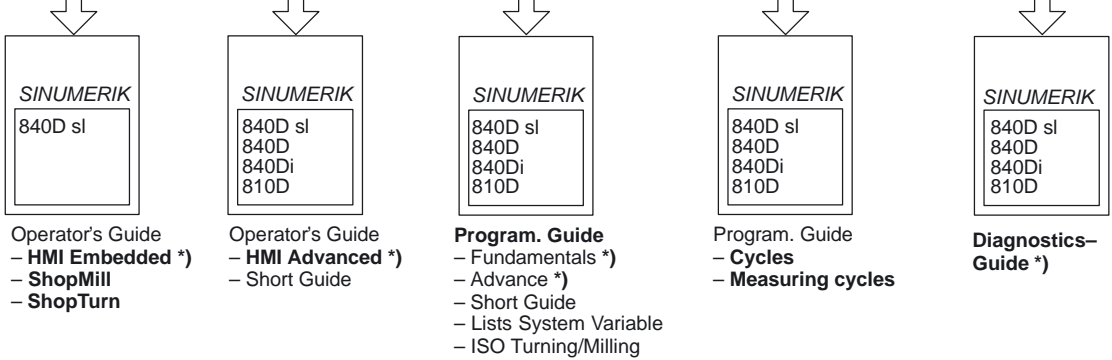 SINUMERIK
840D sl
Operator's Guide
– HMI Embedded *)
– ShopMill
– ShopTurn
SINUMERIK
840D sl
840D
840Di
810D
Operator's Guide
– HMI Advanced *)
– Short Guide
SINUMERIK
840D sl
840D
840Di
810D
Program. Guide
– Fundamentals *)
– Advance *)
– Short Guide
– Lists System Variable
– ISO Turning/Milling
SINUMERIK
840D sl
840D
840Di
810D
Program. Guide
– Cycles
– Measuring cycles
SINUMERIK
840D sl
840D
840Di
810D
Diagnostics–
Guide *)